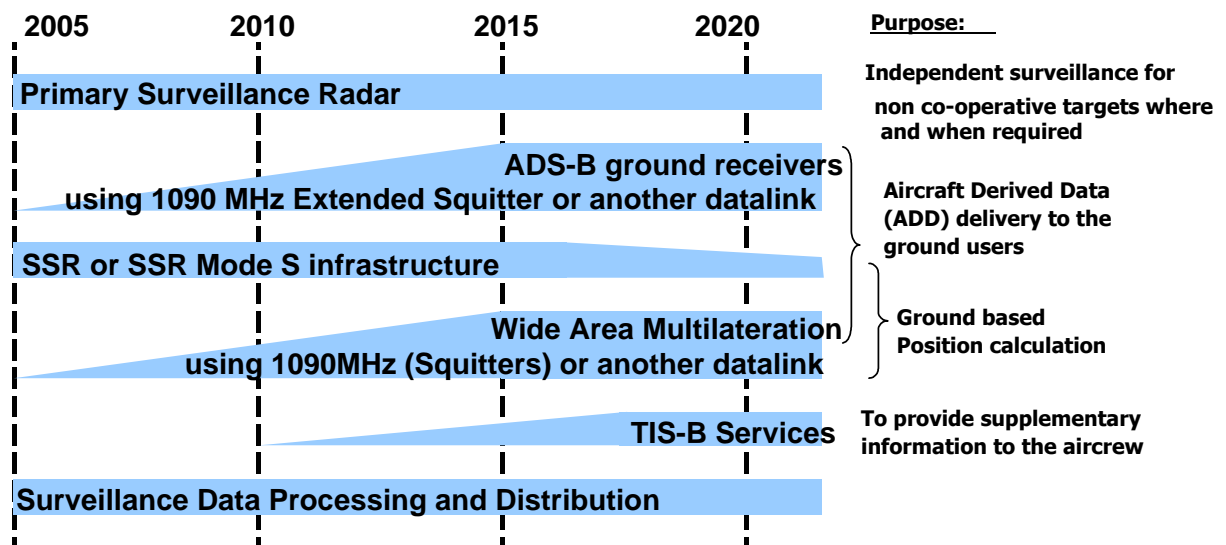 2005 2010 2015 2020 Purpose:
Primary Surveillance Radar
Independent surveillance for
non co-operative targets where
and when required
ADS-B ground receivers
using 1090 MHz Extended Squitter or another datalink
Aircraft Derived Data
(ADD) delivery to the
ground users
SSR or SSR Mode S infrastructure
Wide Area Multilateration
using 1090MHz (Squitters) or another datalink
Ground based
Position calculation
TIS-B Services
To provide supplementary
information to the aircrew
Surveillance Data Processing and Distribution